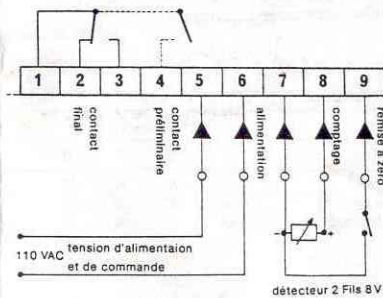 1 2 3 4 5 6 7 8 9
contact
final
contact
préliminaire
alimentation
comptage
remise à zéro
110 VAC
tension d'alimentaion
et de commande
- +
détecteur 2 Fils 8V